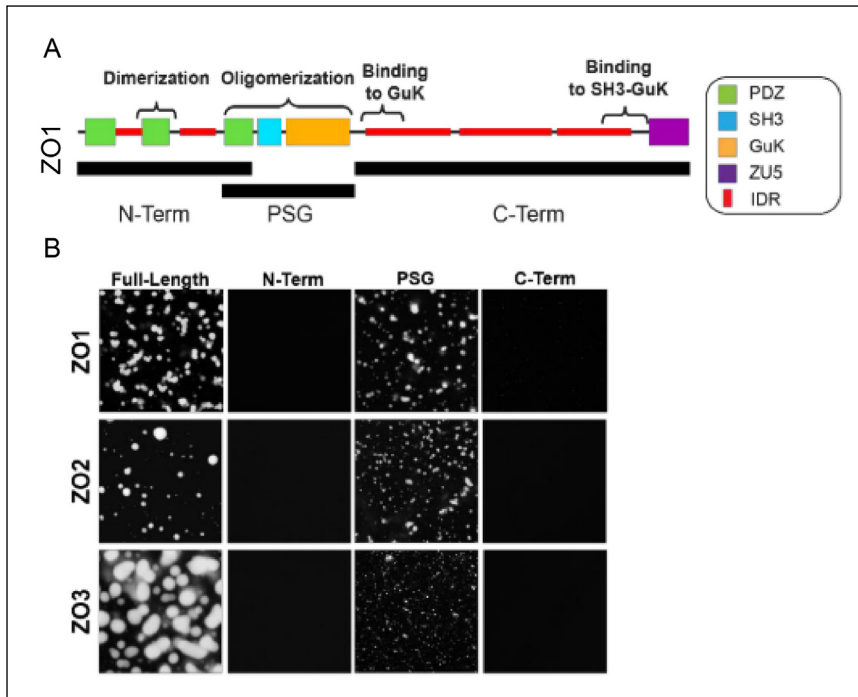 A
Dimerization
Oligomerization
Binding
to GuK
Binding
to SH3-GuK
ZO1
N-Term
PSG
C-Term
PDZ
SH3
GuK
ZU5
IDR
B
Full-Length
N-Term
PSG
C-Term
ZO1
ZO2
ZO3